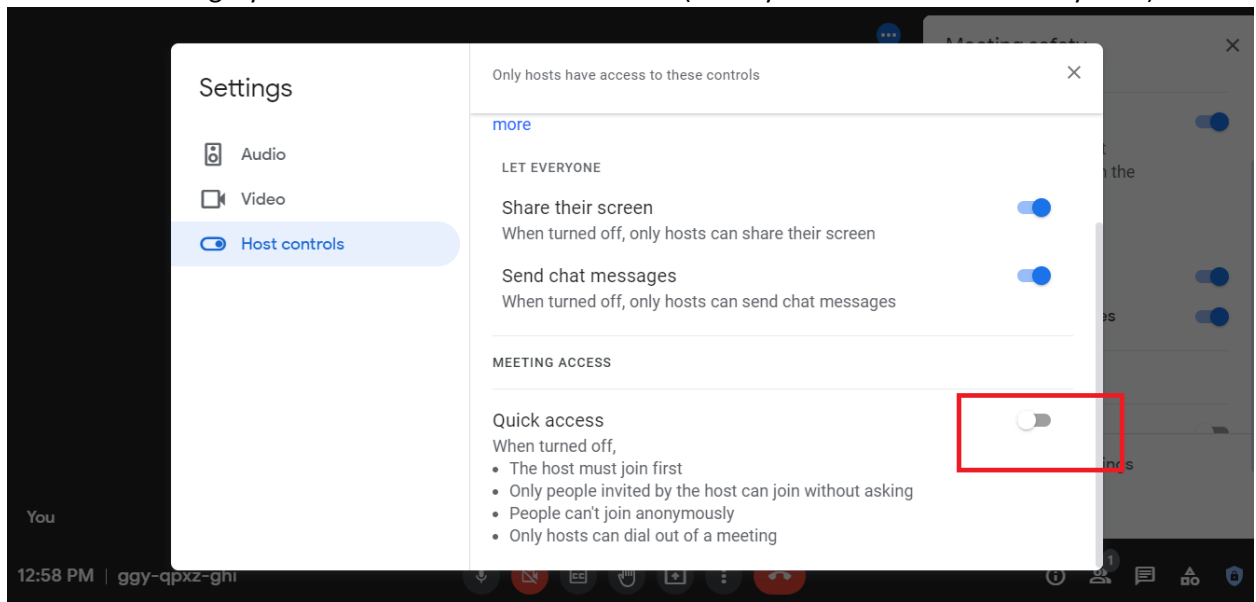 Settings
Audio
Video
Host controls
Only hosts have access to these controls
more
LET EVERYONE
Share their screen
When turned off, only hosts can share their screen
Send chat messages
When turned off, only hosts can send chat messages
MEETING ACCESS
Quick access
When turned off,
• The host must join first
• Only people invited by the host can join without asking
• People can't join anonymously
• Only hosts can dial out of a meeting
n the
es
ings
You
12:58 PM | ggy-qpxz-ghi
1